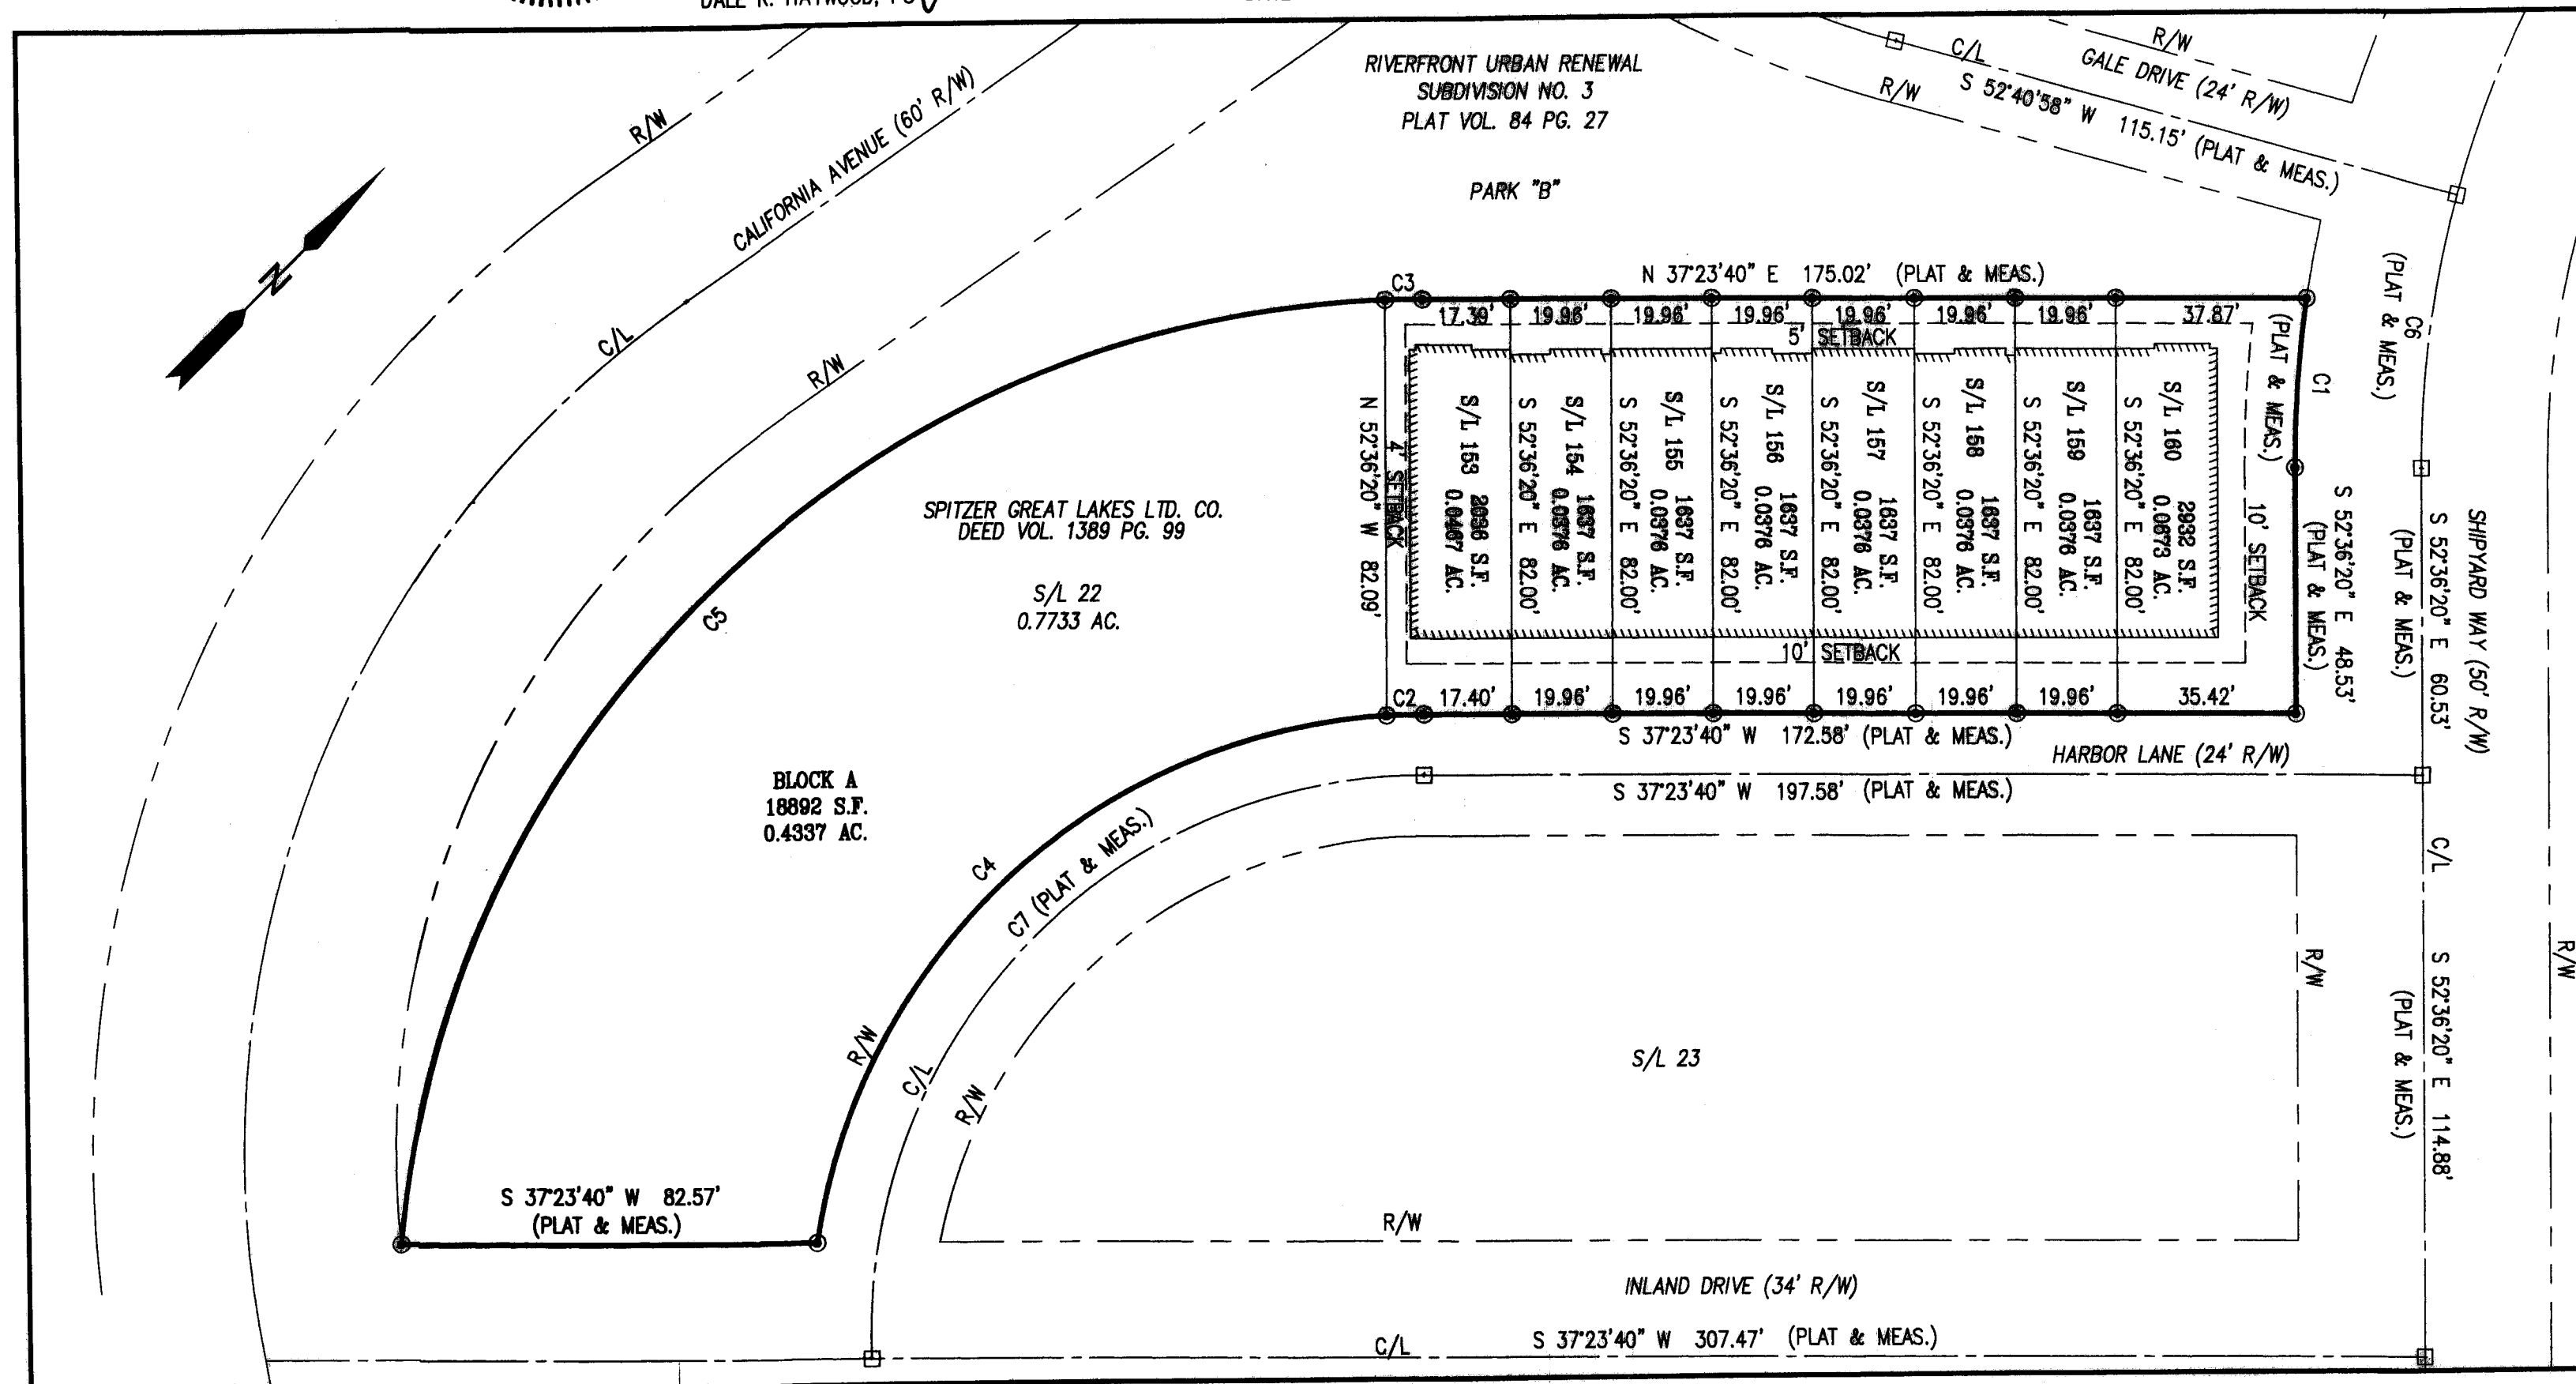 DALE R. HAYWOOD, PS
RIVERFRONT URBAN RENEWAL
SUBDIVISION NO. 3
PLAT VOL. 84 PG. 27
PARK "B"
R/W
C/L
R/W
GALE DRIVE (24' R/W)
S 52°40'58" W 115.15' (PLAT & MEAS.)
R/W
CALIFORNIA AVENUE (60' R/W)
C/L
R/W
N
C3
N 37°23'40" E 175.02' (PLAT & MEAS.)
17.39'
19.96'
19.96'
19.96'
19.96'
19.96'
19.96'
37.87'
5' SETBACK
(PLAT & MEAS.)
C1
C6
(PLAT & MEAS.)
N 52°36'20" W 82.09'
4' SETBACK
S/L 153 2036 S.F.
0.0467 AC.
S 52°36'20" E 82.00'
S/L 154 1637 S.F.
0.0376 AC.
S 52°36'20" E 82.00'
S/L 155 1637 S.F.
0.0376 AC.
S 52°36'20" E 82.00'
S/L 156 1637 S.F.
0.0376 AC.
S 52°36'20" E 82.00'
S/L 157 1637 S.F.
0.0376 AC.
S 52°36'20" E 82.00'
S/L 158 1637 S.F.
0.0376 AC.
S 52°36'20" E 82.00'
S/L 159 1637 S.F.
0.0376 AC.
S 52°36'20" E 82.00'
S/L 160 2932 S.F.
0.0673 AC.
10' SETBACK
S 52°36'20" E 48.53'
(PLAT & MEAS.)
S 52°36'20" E 60.53'
(PLAT & MEAS.)
SHIPYARD WAY (50' R/W)
10' SETBACK
C2
17.40'
19.96'
19.96'
19.96'
19.96'
19.96'
19.96'
35.42'
S 37°23'40" W 172.58' (PLAT & MEAS.)
HARBOR LANE (24' R/W)
S 37°23'40" W 197.58' (PLAT & MEAS.)
SPITZER GREAT LAKES LTD. CO.
DEED VOL. 1389 PG. 99
S/L 22
0.7733 AC.
C5
BLOCK A
18892 S.F.
0.4337 AC.
C4
C7 (PLAT & MEAS.)
R/W
C/L
R/W
S/L 23
R/W
C/L
S 52°36'20" E 114.88'
(PLAT & MEAS.)
R/W
S 37°23'40" W 82.57'
(PLAT & MEAS.)
R/W
INLAND DRIVE (34' R/W)
C/L
S 37°23'40" W 307.47' (PLAT & MEAS.)